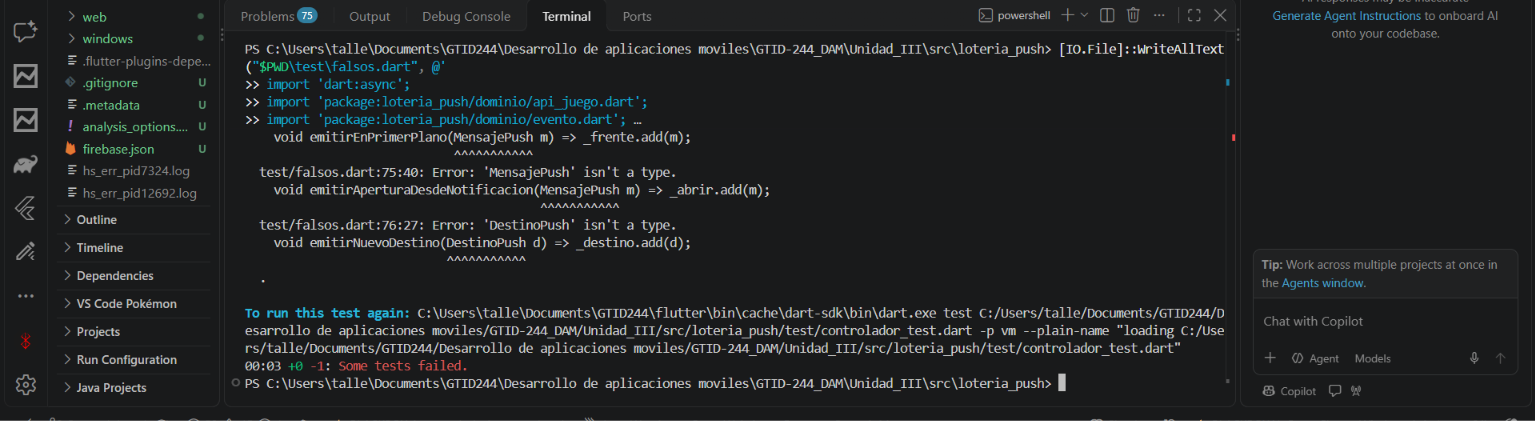 web
windows
.flutter-plugins-depe...
.gitignore U
.metadata U
analysis_options.... U
firebase.json U
hs_err_pid7324.log
hs_err_pid12692.log
Outline
Timeline
Dependencies
VS Code Pokémon
Projects
Run Configuration
Java Projects
Problems 75 Output Debug Console Terminal Ports
powershell
PS C:\Users\talle\Documents\GTID244\Desarrollo de aplicaciones moviles\GTID-244_DAM\Unidad_III\src\loteria_push> [IO.File]::WriteAllText
("$PWD\test\falsos.dart", @'
>> import 'dart:async';
>> import 'package:loteria_push/dominio/api_juego.dart';
>> import 'package:loteria_push/dominio/evento.dart'; …
void emitirEnPrimerPlano(MensajePush m) => _frente.add(m);
^^^^^^^^^^^
test/falsos.dart:75:40: Error: 'MensajePush' isn't a type.
void emitirAperturaDesdeNotificacion(MensajePush m) => _abrir.add(m);
^^^^^^^^^^^
test/falsos.dart:76:27: Error: 'DestinoPush' isn't a type.
void emitirNuevoDestino(DestinoPush d) => _destino.add(d);
^^^^^^^^^^^
.
To run this test again: C:\Users\talle\Documents\GTID244\flutter\bin\cache\dart-sdk\bin\dart.exe test C:/Users/talle/Documents/GTID244/D
esarrollo de aplicaciones moviles/GTID-244_DAM/Unidad_III/src/loteria_push/test/controlador_test.dart -p vm --plain-name "loading C:/Use
rs/talle/Documents/GTID244/Desarrollo de aplicaciones moviles/GTID-244_DAM/Unidad_III/src/loteria_push/test/controlador_test.dart"
00:03 +0 -1: Some tests failed.
PS C:\Users\talle\Documents\GTID244\Desarrollo de aplicaciones moviles\GTID-244_DAM\Unidad_III\src\loteria_push>
AI responses may be inaccurate
Generate Agent Instructions to onboard AI
onto your codebase.
Tip: Work across multiple projects at once in
the Agents window.
Chat with Copilot
Agent Models
Copilot